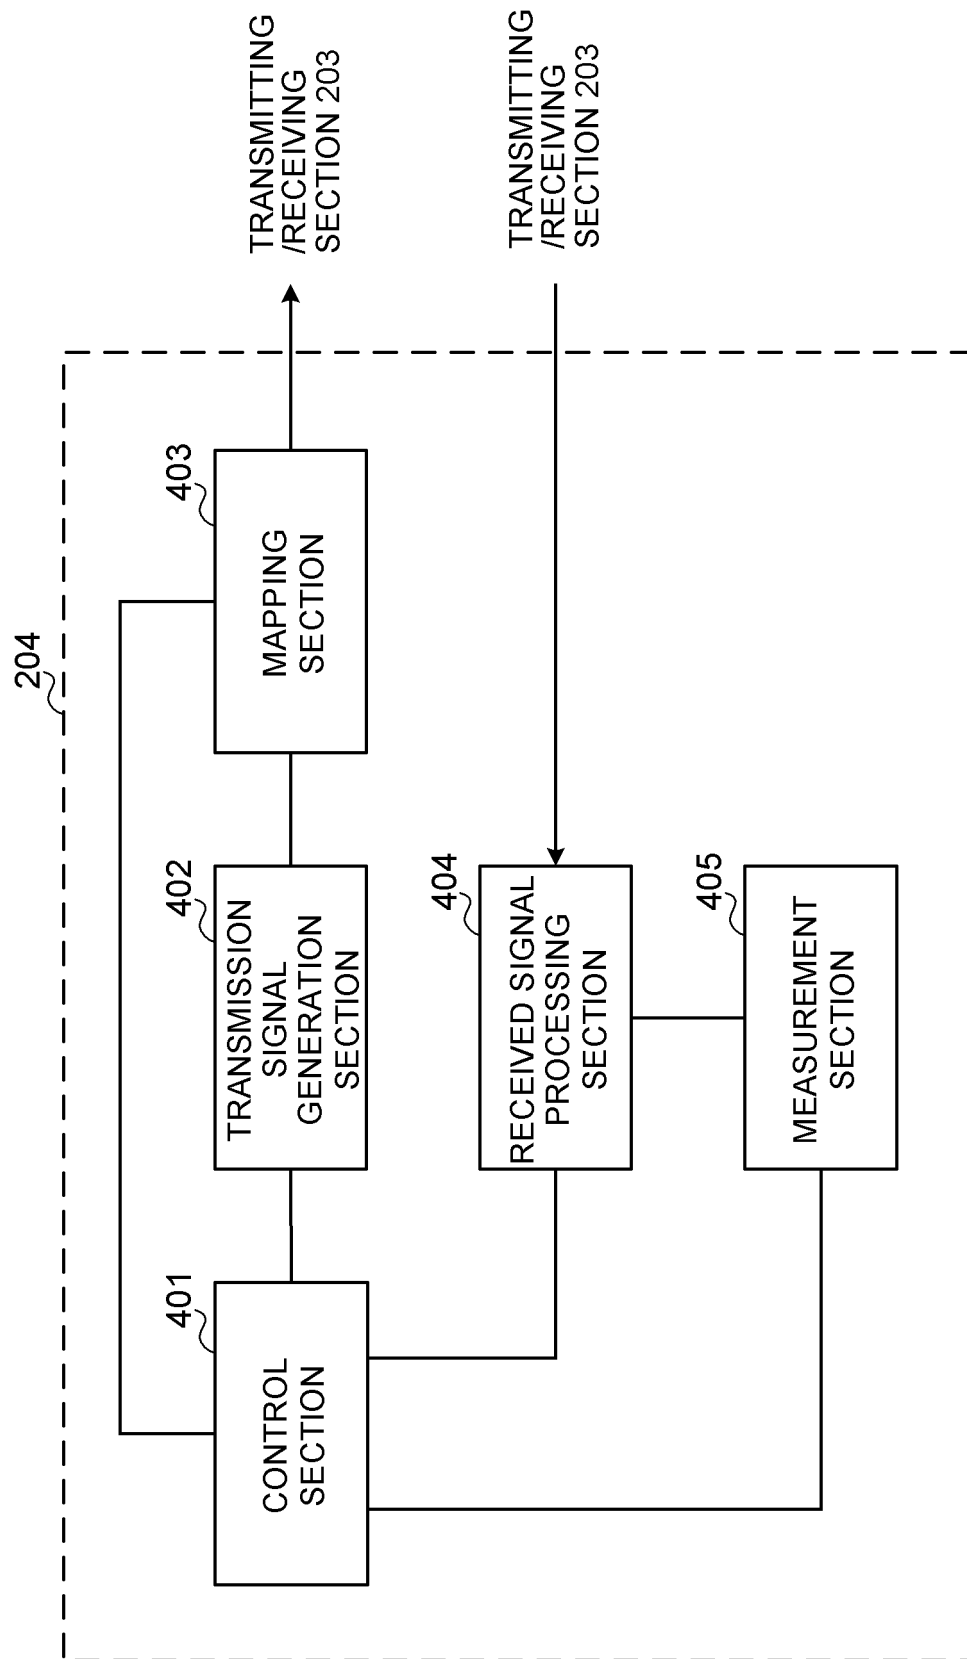 204
401
CONTROL
SECTION
402
TRANSMISSION
SIGNAL
GENERATION
SECTION
403
MAPPING
SECTION
TRANSMITTING
/RECEIVING
SECTION 203
404
RECEIVED SIGNAL
PROCESSING
SECTION
TRANSMITTING
/RECEIVING
SECTION 203
405
MEASUREMENT
SECTION